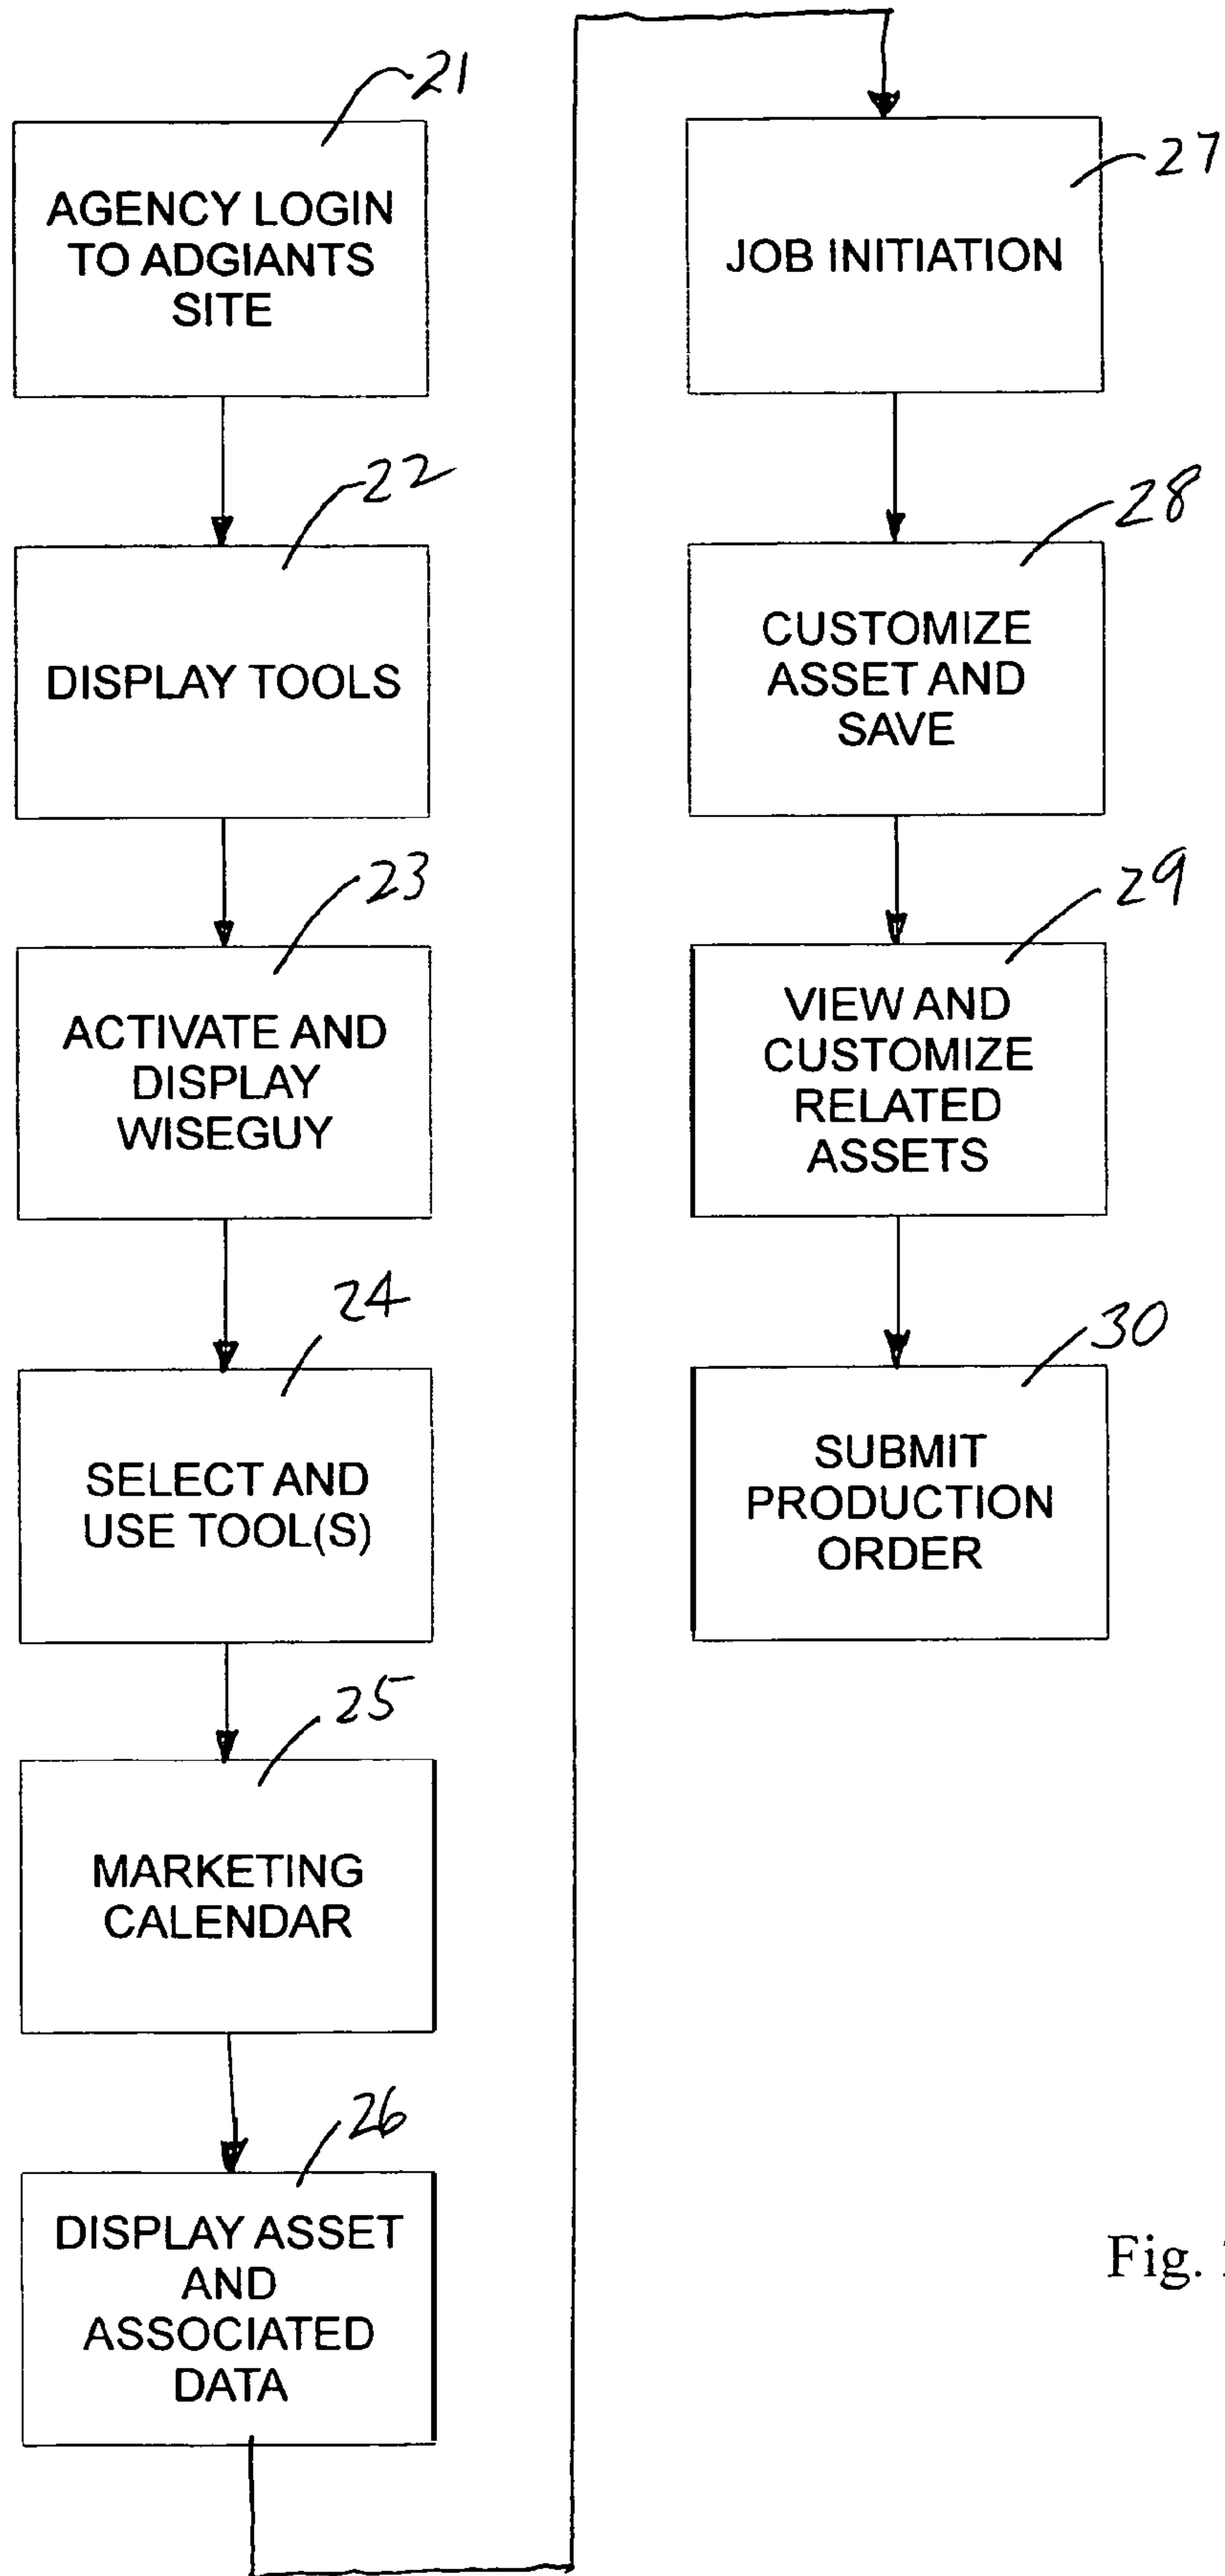 21
AGENCY LOGIN
TO ADGIANTS
SITE
22
DISPLAY TOOLS
23
ACTIVATE AND
DISPLAY
WISEGUY
24
SELECT AND
USE TOOL(S)
25
MARKETING
CALENDAR
26
DISPLAY ASSET
AND
ASSOCIATED
DATA
27
JOB INITIATION
28
CUSTOMIZE
ASSET AND
SAVE
29
VIEW AND
CUSTOMIZE
RELATED
ASSETS
30
SUBMIT
PRODUCTION
ORDER
Fig.